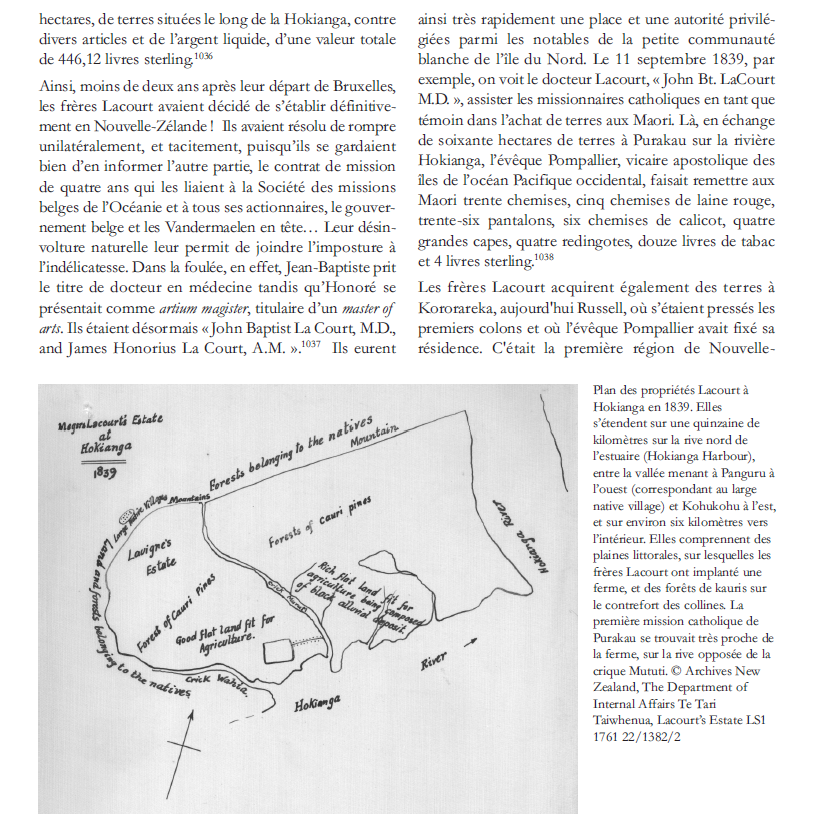 hectares, de terres situées le long de la Hokianga, contre
divers articles et de l'argent liquide, d'une valeur totale
de 446,12 livres sterling.1036
Ainsi, moins de deux ans après leur départ de Bruxelles,
les frères Lacourt avaient décidé de s'établir définitive-
ment en Nouvelle-Zélande ! Ils avaient résolu de rompre
unilatéralement, et tacitement, puisqu'ils se gardaient
bien d'en informer l'autre partie, le contrat de mission
de quatre ans qui les liaient à la Société des missions
belges de l'Océanie et à tous ses actionnaires, le gouver-
nement belge et les Vandermaelen en tête… Leur désin-
volture naturelle leur permit de joindre l'imposture à
l'indélicatesse. Dans la foulée, en effet, Jean-Baptiste prit
le titre de docteur en médecine tandis qu'Honoré se
présentait comme artium magister, titulaire d'un master of
arts. Ils étaient désormais « John Baptist La Court, M.D.,
and James Honorius La Court, A.M. ».1037 Ils eurent
ainsi très rapidement une place et une autorité privilé-
giées parmi les notables de la petite communauté
blanche de l'île du Nord. Le 11 septembre 1839, par
exemple, on voit le docteur Lacourt, « John Bt. LaCourt
M.D. », assister les missionnaires catholiques en tant que
témoin dans l'achat de terres aux Maori. Là, en échange
de soixante hectares de terres à Purakau sur la rivière
Hokianga, l'évêque Pompallier, vicaire apostolique des
îles de l'océan Pacifique occidental, faisait remettre aux
Maori trente chemises, cinq chemises de laine rouge,
trente-six pantalons, six chemises de calicot, quatre
grandes capes, quatre redingotes, douze livres de tabac
et 4 livres sterling.1038
Les frères Lacourt acquirent également des terres à
Kororareka, aujourd'hui Russell, où s'étaient pressés les
premiers colons et où l'évêque Pompallier avait fixé sa
résidence. C'était la première région de Nouvelle-
Lacourt's Estate
at
Hokianga
1839
Forests belonging to the natives
Mountain
Large native Village
Mountains
Land and forests belonging to the natives
Lavigne's
Estate
Forests of Cauri pines
Forest of Cauri Pines
Hokianga River
Rich flat land fit for
agriculture being composed
of black alluvial deposit.
Good flat land fit for
Agriculture.
Crick Wahla.
River
Hokianga
Plan des propriétés Lacourt à
Hokianga en 1839. Elles
s'étendent sur une quinzaine de
kilomètres sur la rive nord de
l'estuaire (Hokianga Harbour),
entre la vallée menant à Panguru à
l'ouest (correspondant au large
native village) et Kohukohu à l'est,
et sur environ six kilomètres vers
l'intérieur. Elles comprennent des
plaines littorales, sur lesquelles les
frères Lacourt ont implanté une
ferme, et des forêts de kauris sur
le contrefort des collines. La
première mission catholique de
Purakau se trouvait très proche de
la ferme, sur la rive opposée de la
crique Mututi. © Archives New
Zealand, The Department of
Internal Affairs Te Tari
Taiwhenua, Lacourt's Estate LS1
1761 22/1382/2